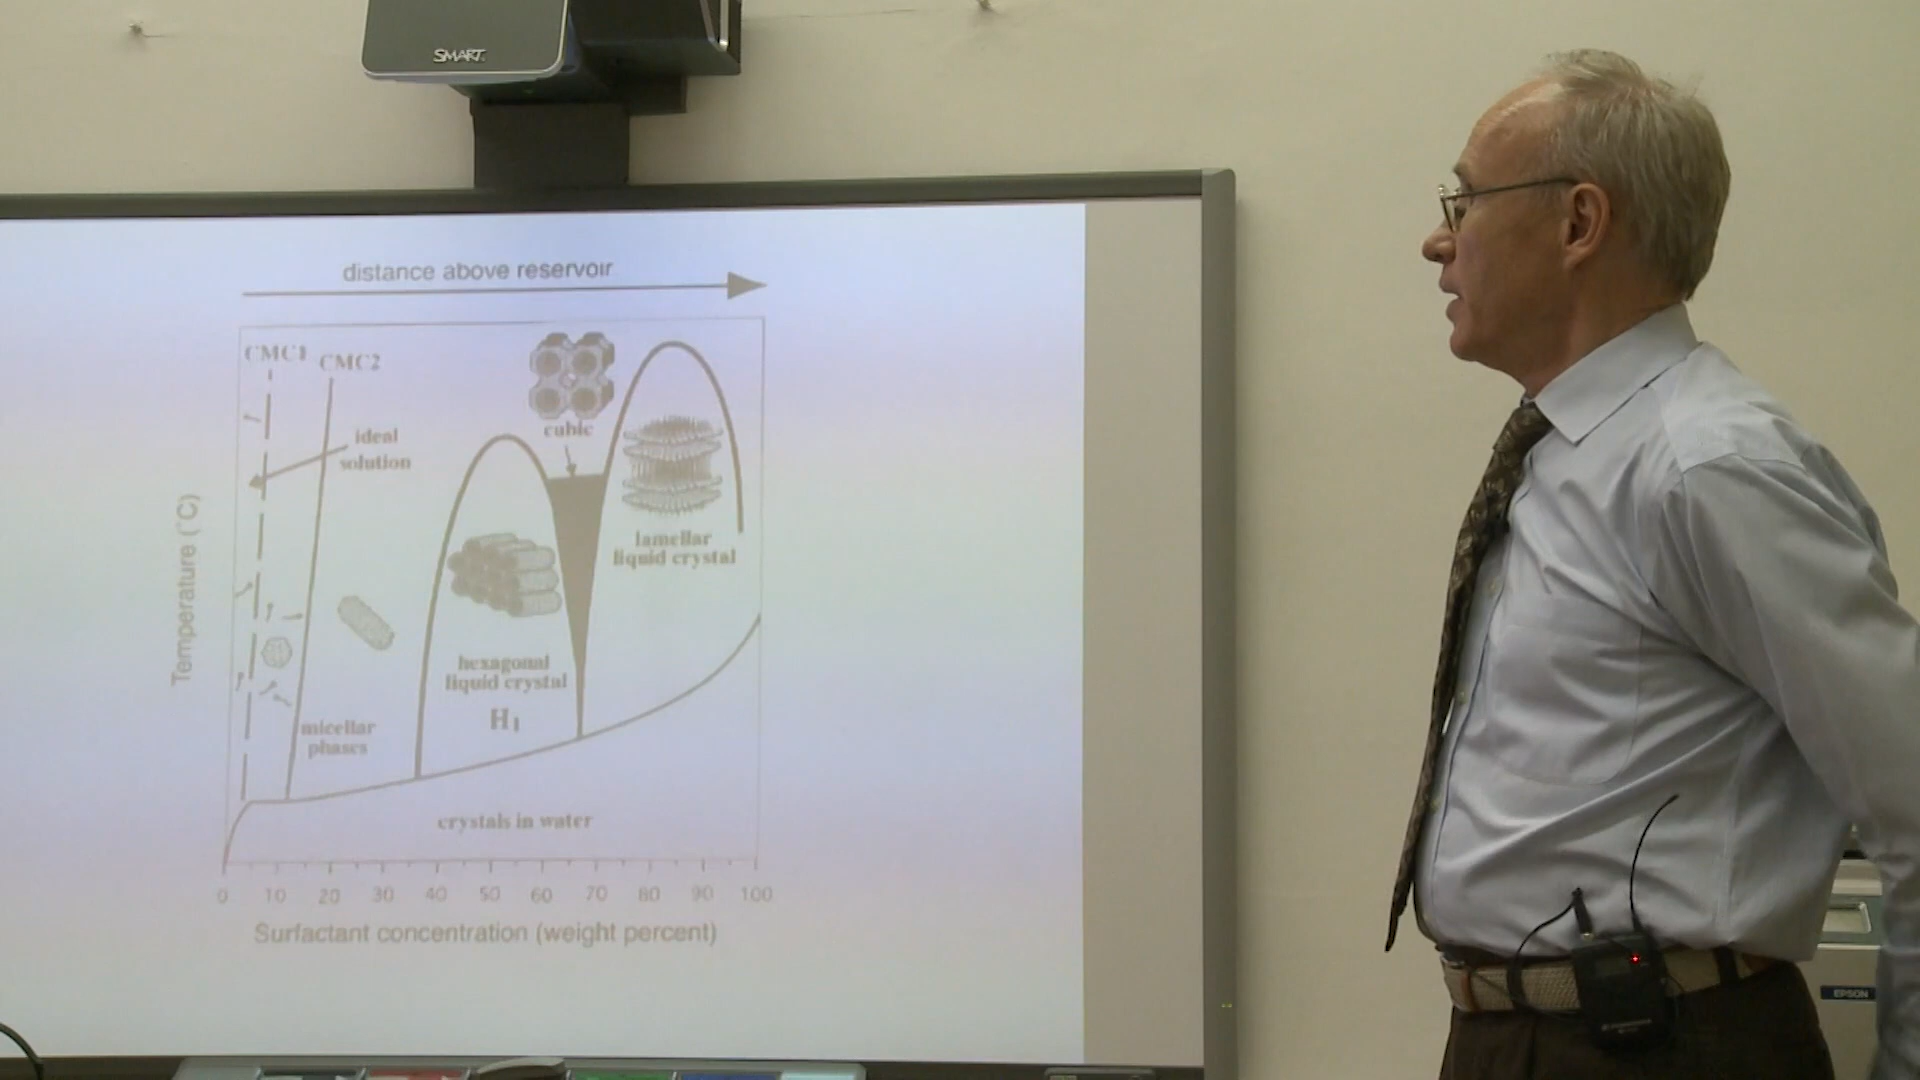 SMART
distance above reservoir
CMC1
CMC2
cubic
ideal
solution
lamellar
liquid crystal
Temperature (°C)
hexagonal
liquid crystal
H₁
micellar
phases
crystals in water
0 10 20 30 40 50 60 70 80 90 100
Surfactant concentration (weight percent)
EPSON